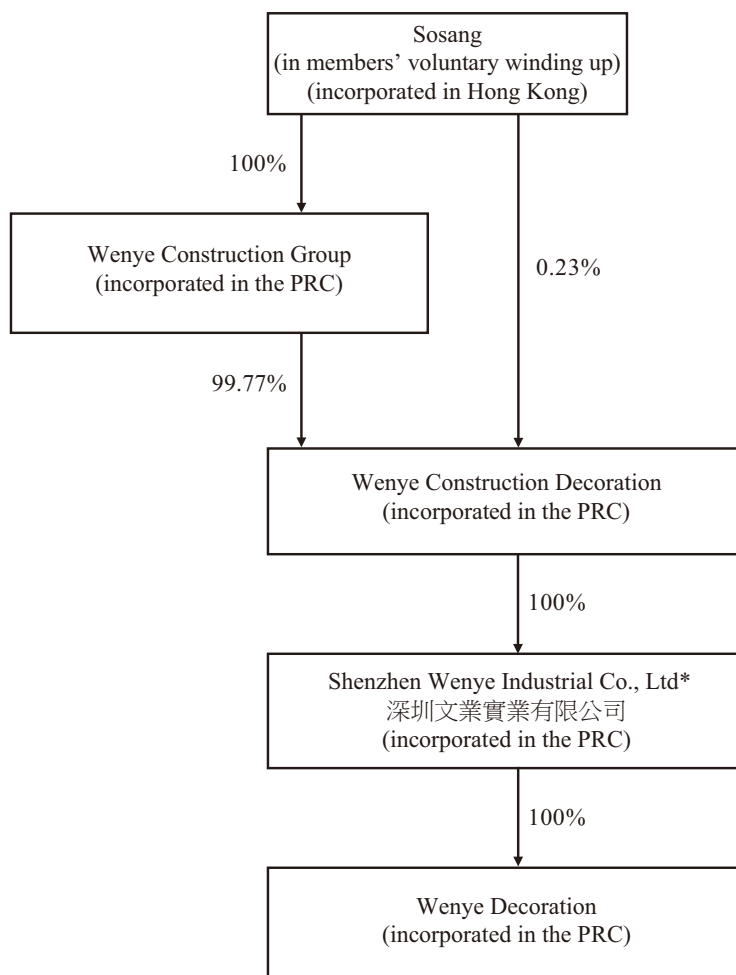 Sosang
(in members’ voluntary winding up)
(incorporated in Hong Kong)
100%
Wenye Construction Group
(incorporated in the PRC)
0.23%
99.77%
Wenye Construction Decoration
(incorporated in the PRC)
100%
Shenzhen Wenye Industrial Co., Ltd*
深圳文業實業有限公司
(incorporated in the PRC)
100%
Wenye Decoration
(incorporated in the PRC)